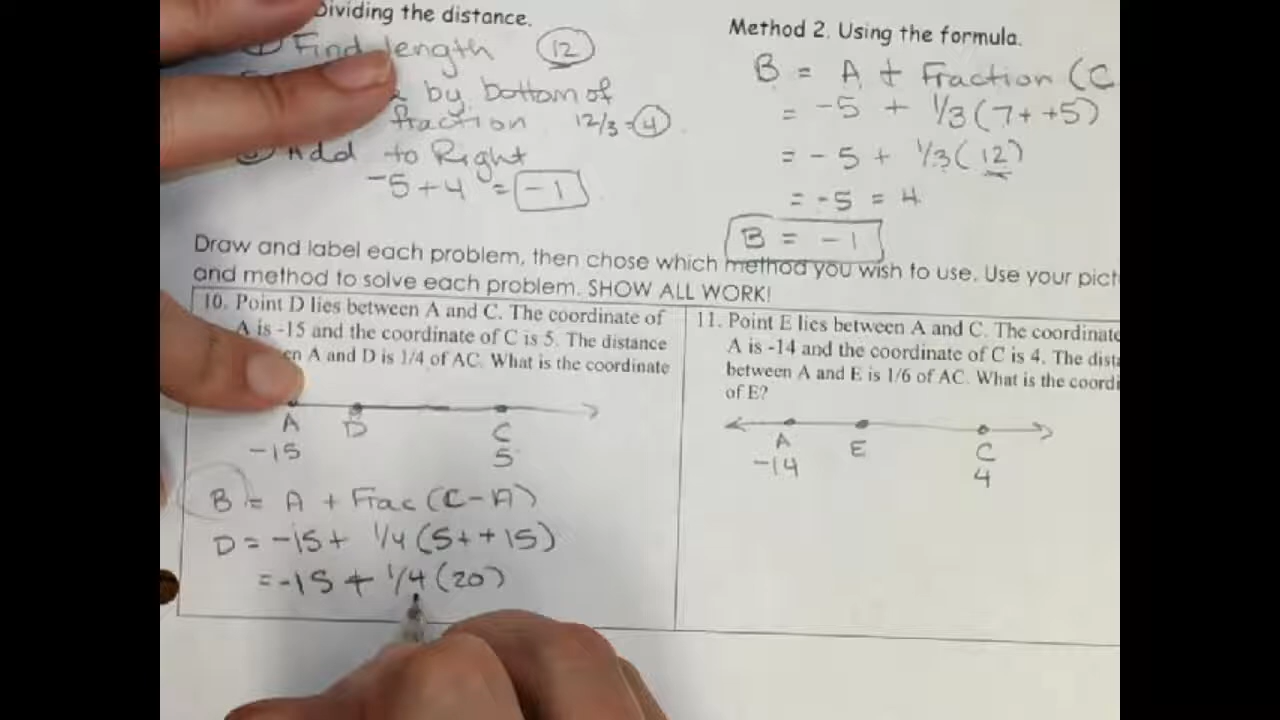 Dividing the distance.
Find length 12
by bottom of
fraction 12/3 = 4
Add to Right
-5 + 4 = -1
Method 2. Using the formula.
B = A + Fraction (C
= -5 + 1/3 (7 + +5)
= -5 + 1/3 (12)
= -5 = 4
B = -1
Draw and label each problem, then chose which method you wish to use. Use your pict
and method to solve each problem. SHOW ALL WORK!
10. Point D lies between A and C. The coordinate of
A is -15 and the coordinate of C is 5. The distance
en A and D is 1/4 of AC. What is the coordinate
A D C
-15 5
B = A + Frac (C - A)
D = -15 + 1/4 (5 + +15)
= -15 + 1/4 (20)
11. Point E lies between A and C. The coordinate
A is -14 and the coordinate of C is 4. The dista
between A and E is 1/6 of AC. What is the coordi
of E?
A E C
-14 4